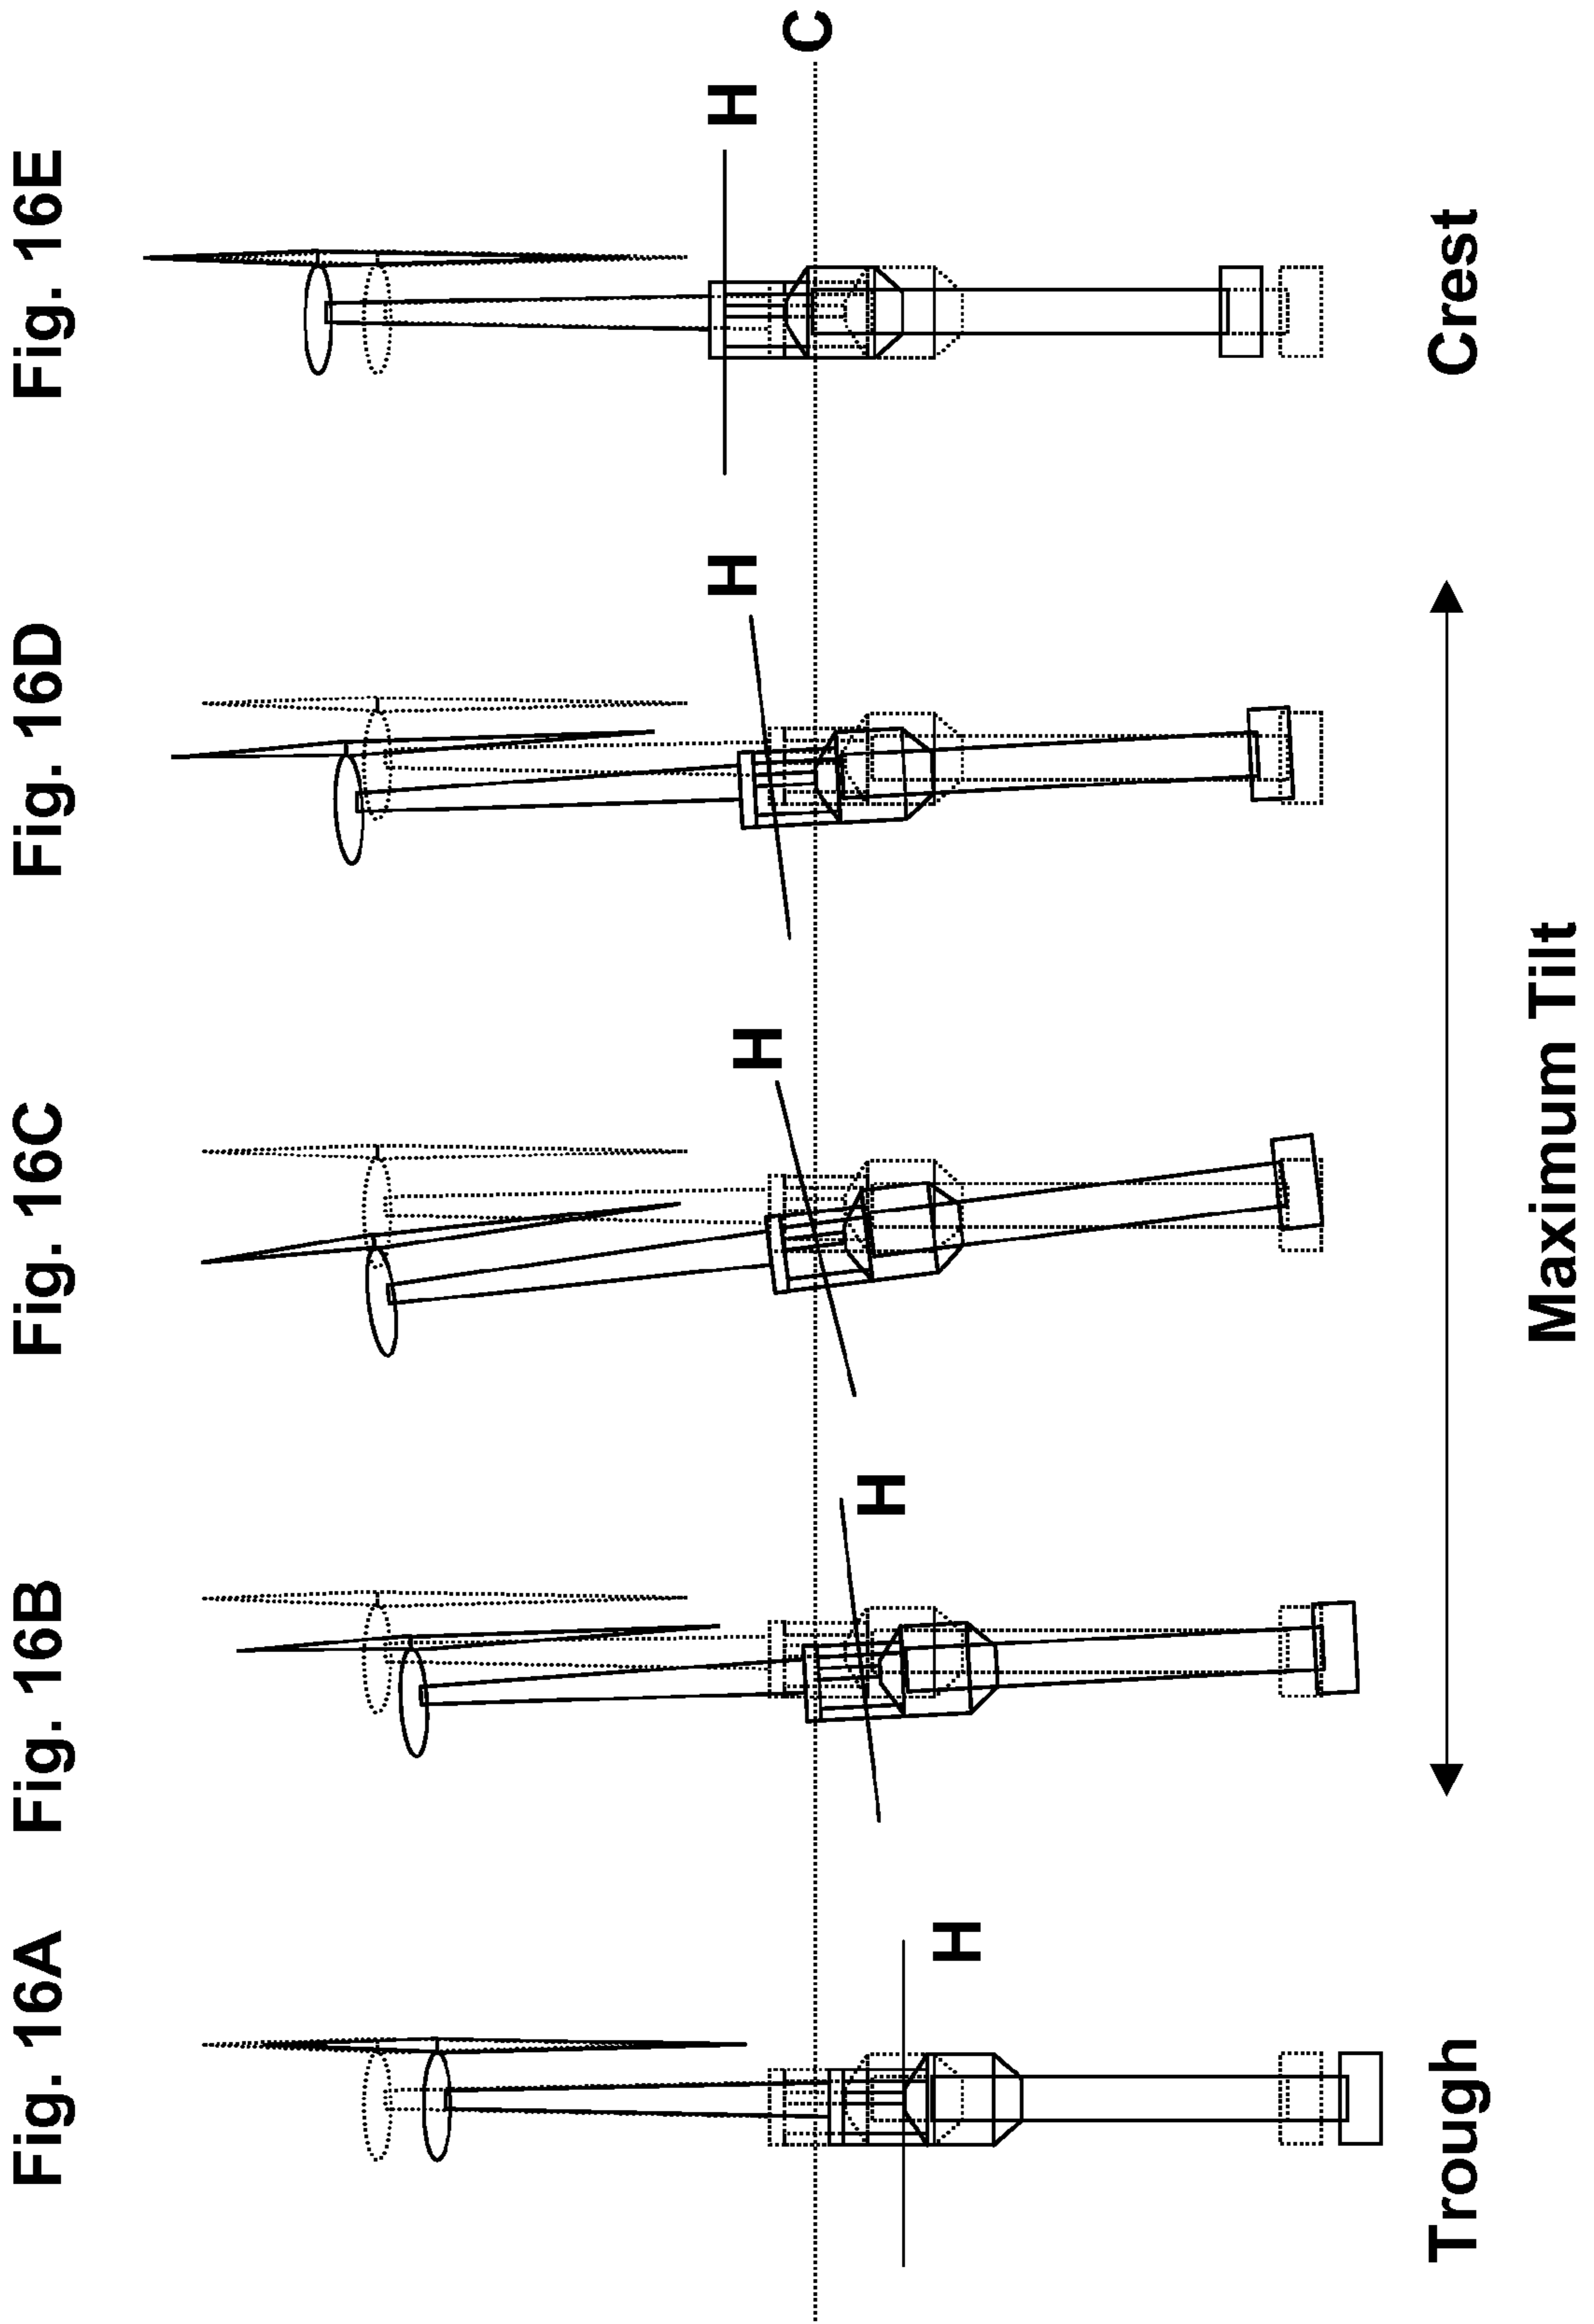 Fig. 16A
Fig. 16B
Fig. 16C
Fig. 16D
Fig. 16E
H
H
H
H
H
C
Trough
Maximum Tilt
Crest